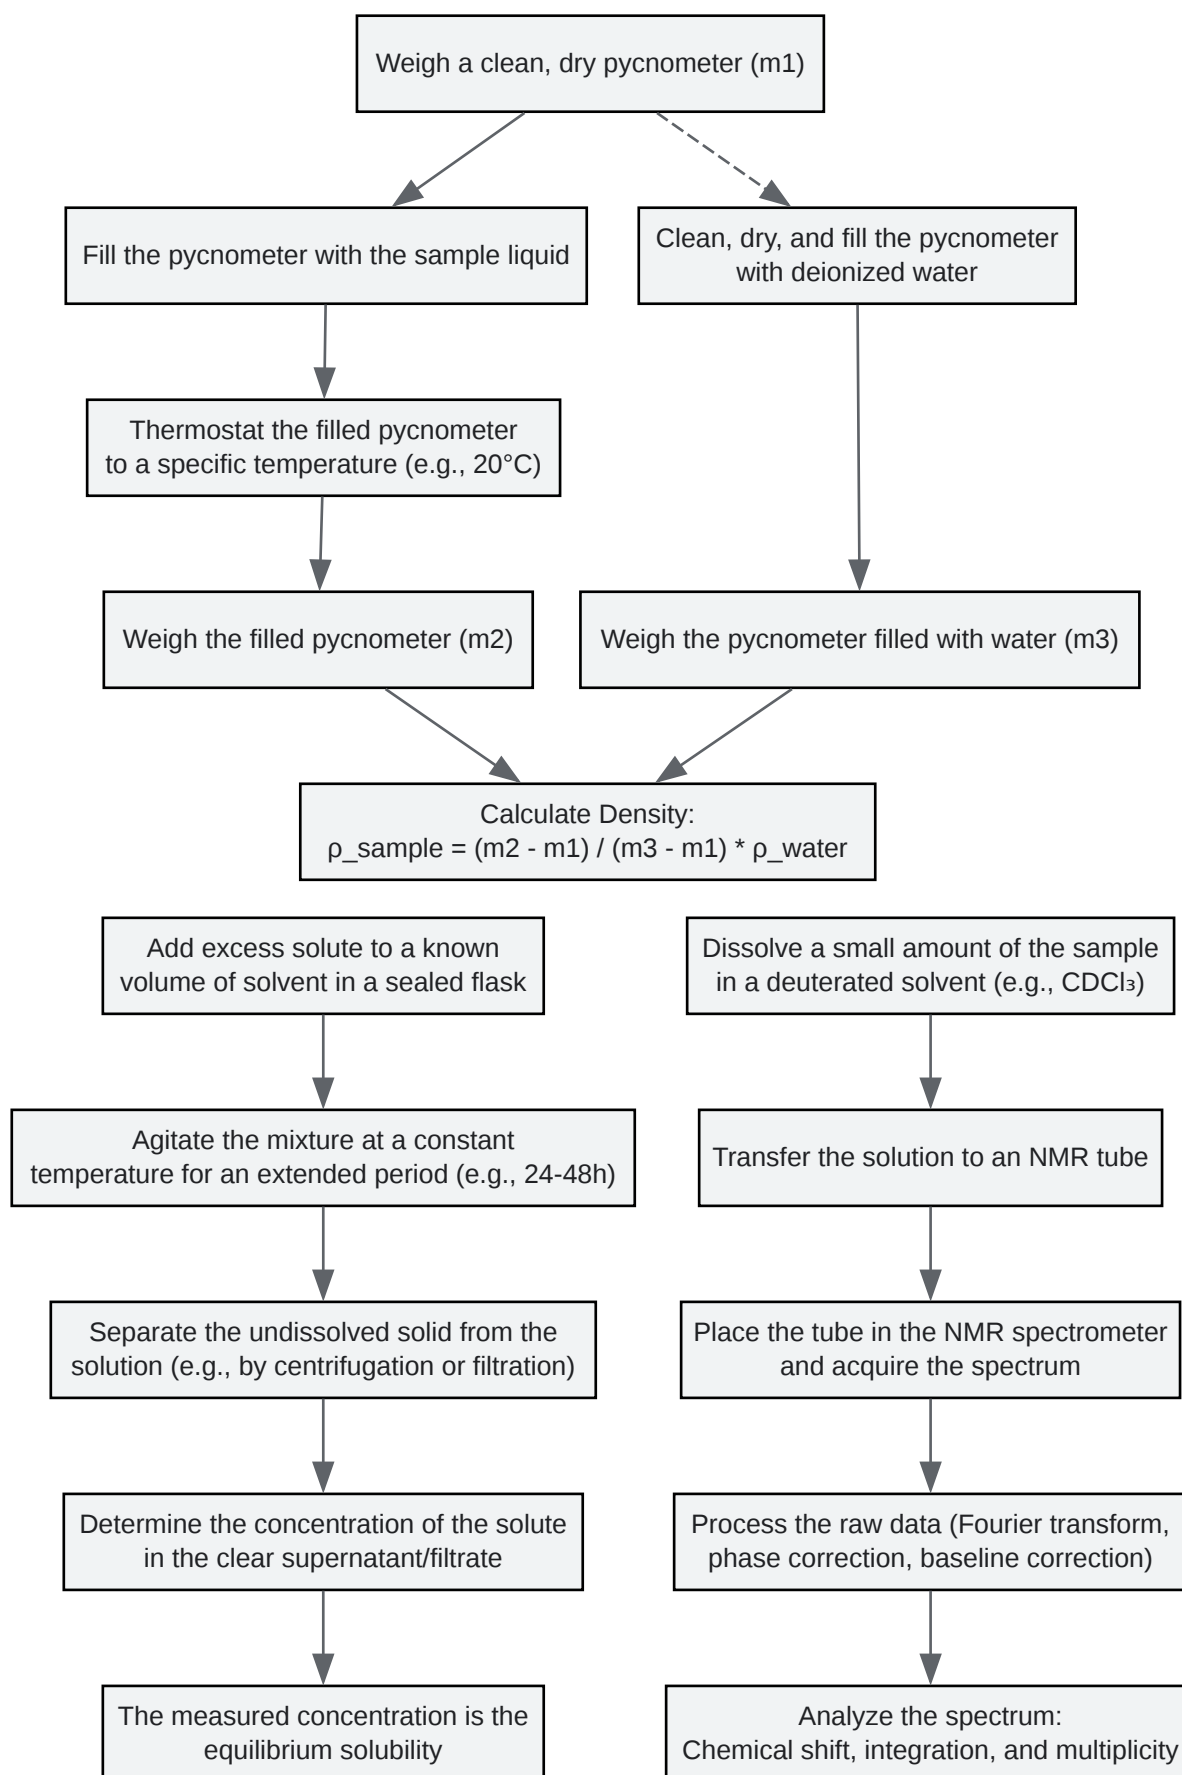 Weigh a clean, dry pycnometer (m1)
Fill the pycnometer with the sample liquid
Clean, dry, and fill the pycnometer
with deionized water
Thermostat the filled pycnometer
to a specific temperature (e.g., 20°C)
Weigh the filled pycnometer (m2)
Weigh the pycnometer filled with water (m3)
Calculate Density:
ρ_sample = (m2 - m1) / (m3 - m1) * ρ_water
Add excess solute to a known
volume of solvent in a sealed flask
Agitate the mixture at a constant
temperature for an extended period (e.g., 24-48h)
Separate the undissolved solid from the
solution (e.g., by centrifugation or filtration)
Determine the concentration of the solute
in the clear supernatant/filtrate
The measured concentration is the
equilibrium solubility
Dissolve a small amount of the sample
in a deuterated solvent (e.g., CDCl₃)
Transfer the solution to an NMR tube
Place the tube in the NMR spectrometer
and acquire the spectrum
Process the raw data (Fourier transform,
phase correction, baseline correction)
Analyze the spectrum:
Chemical shift, integration, and multiplicity